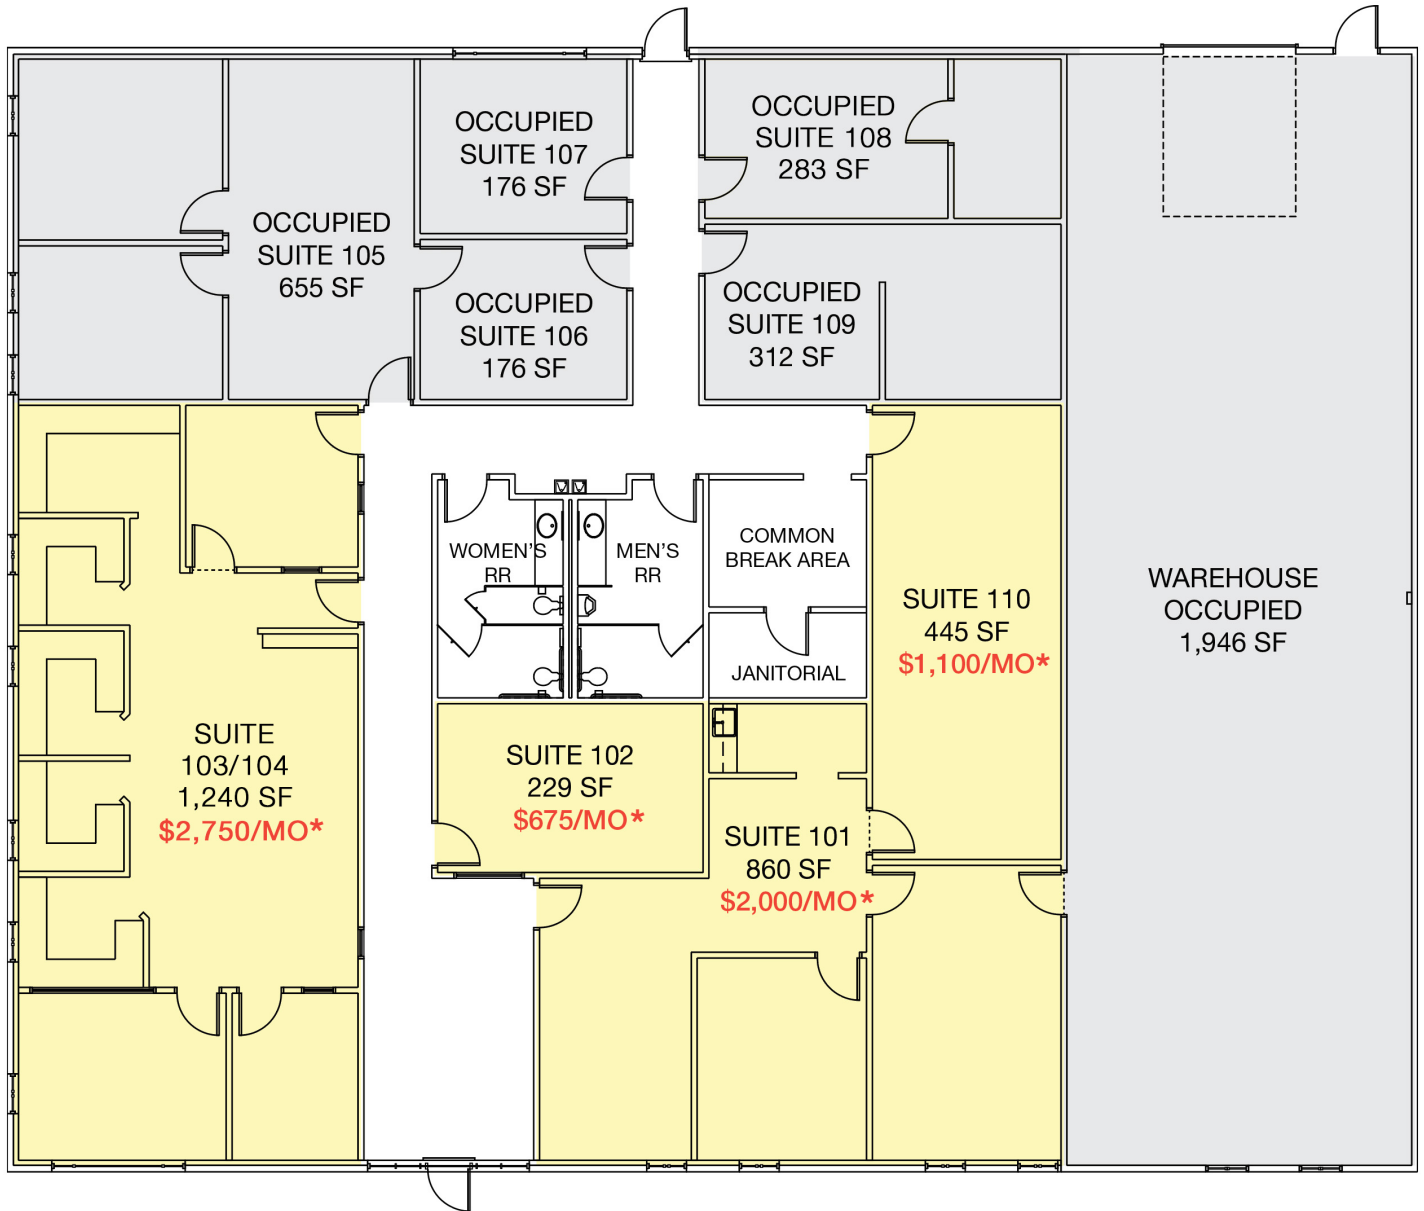 OCCUPIED
SUITE 107
176 SF
OCCUPIED
SUITE 108
283 SF
OCCUPIED
SUITE 105
655 SF
OCCUPIED
SUITE 106
176 SF
OCCUPIED
SUITE 109
312 SF
WOMEN'S
RR
MEN'S
RR
COMMON
BREAK AREA
JANITORIAL
SUITE 110
445 SF
$1,100/MO*
WAREHOUSE
OCCUPIED
1,946 SF
SUITE
103/104
1,240 SF
$2,750/MO*
SUITE 102
229 SF
$675/MO*
SUITE 101
860 SF
$2,000/MO*